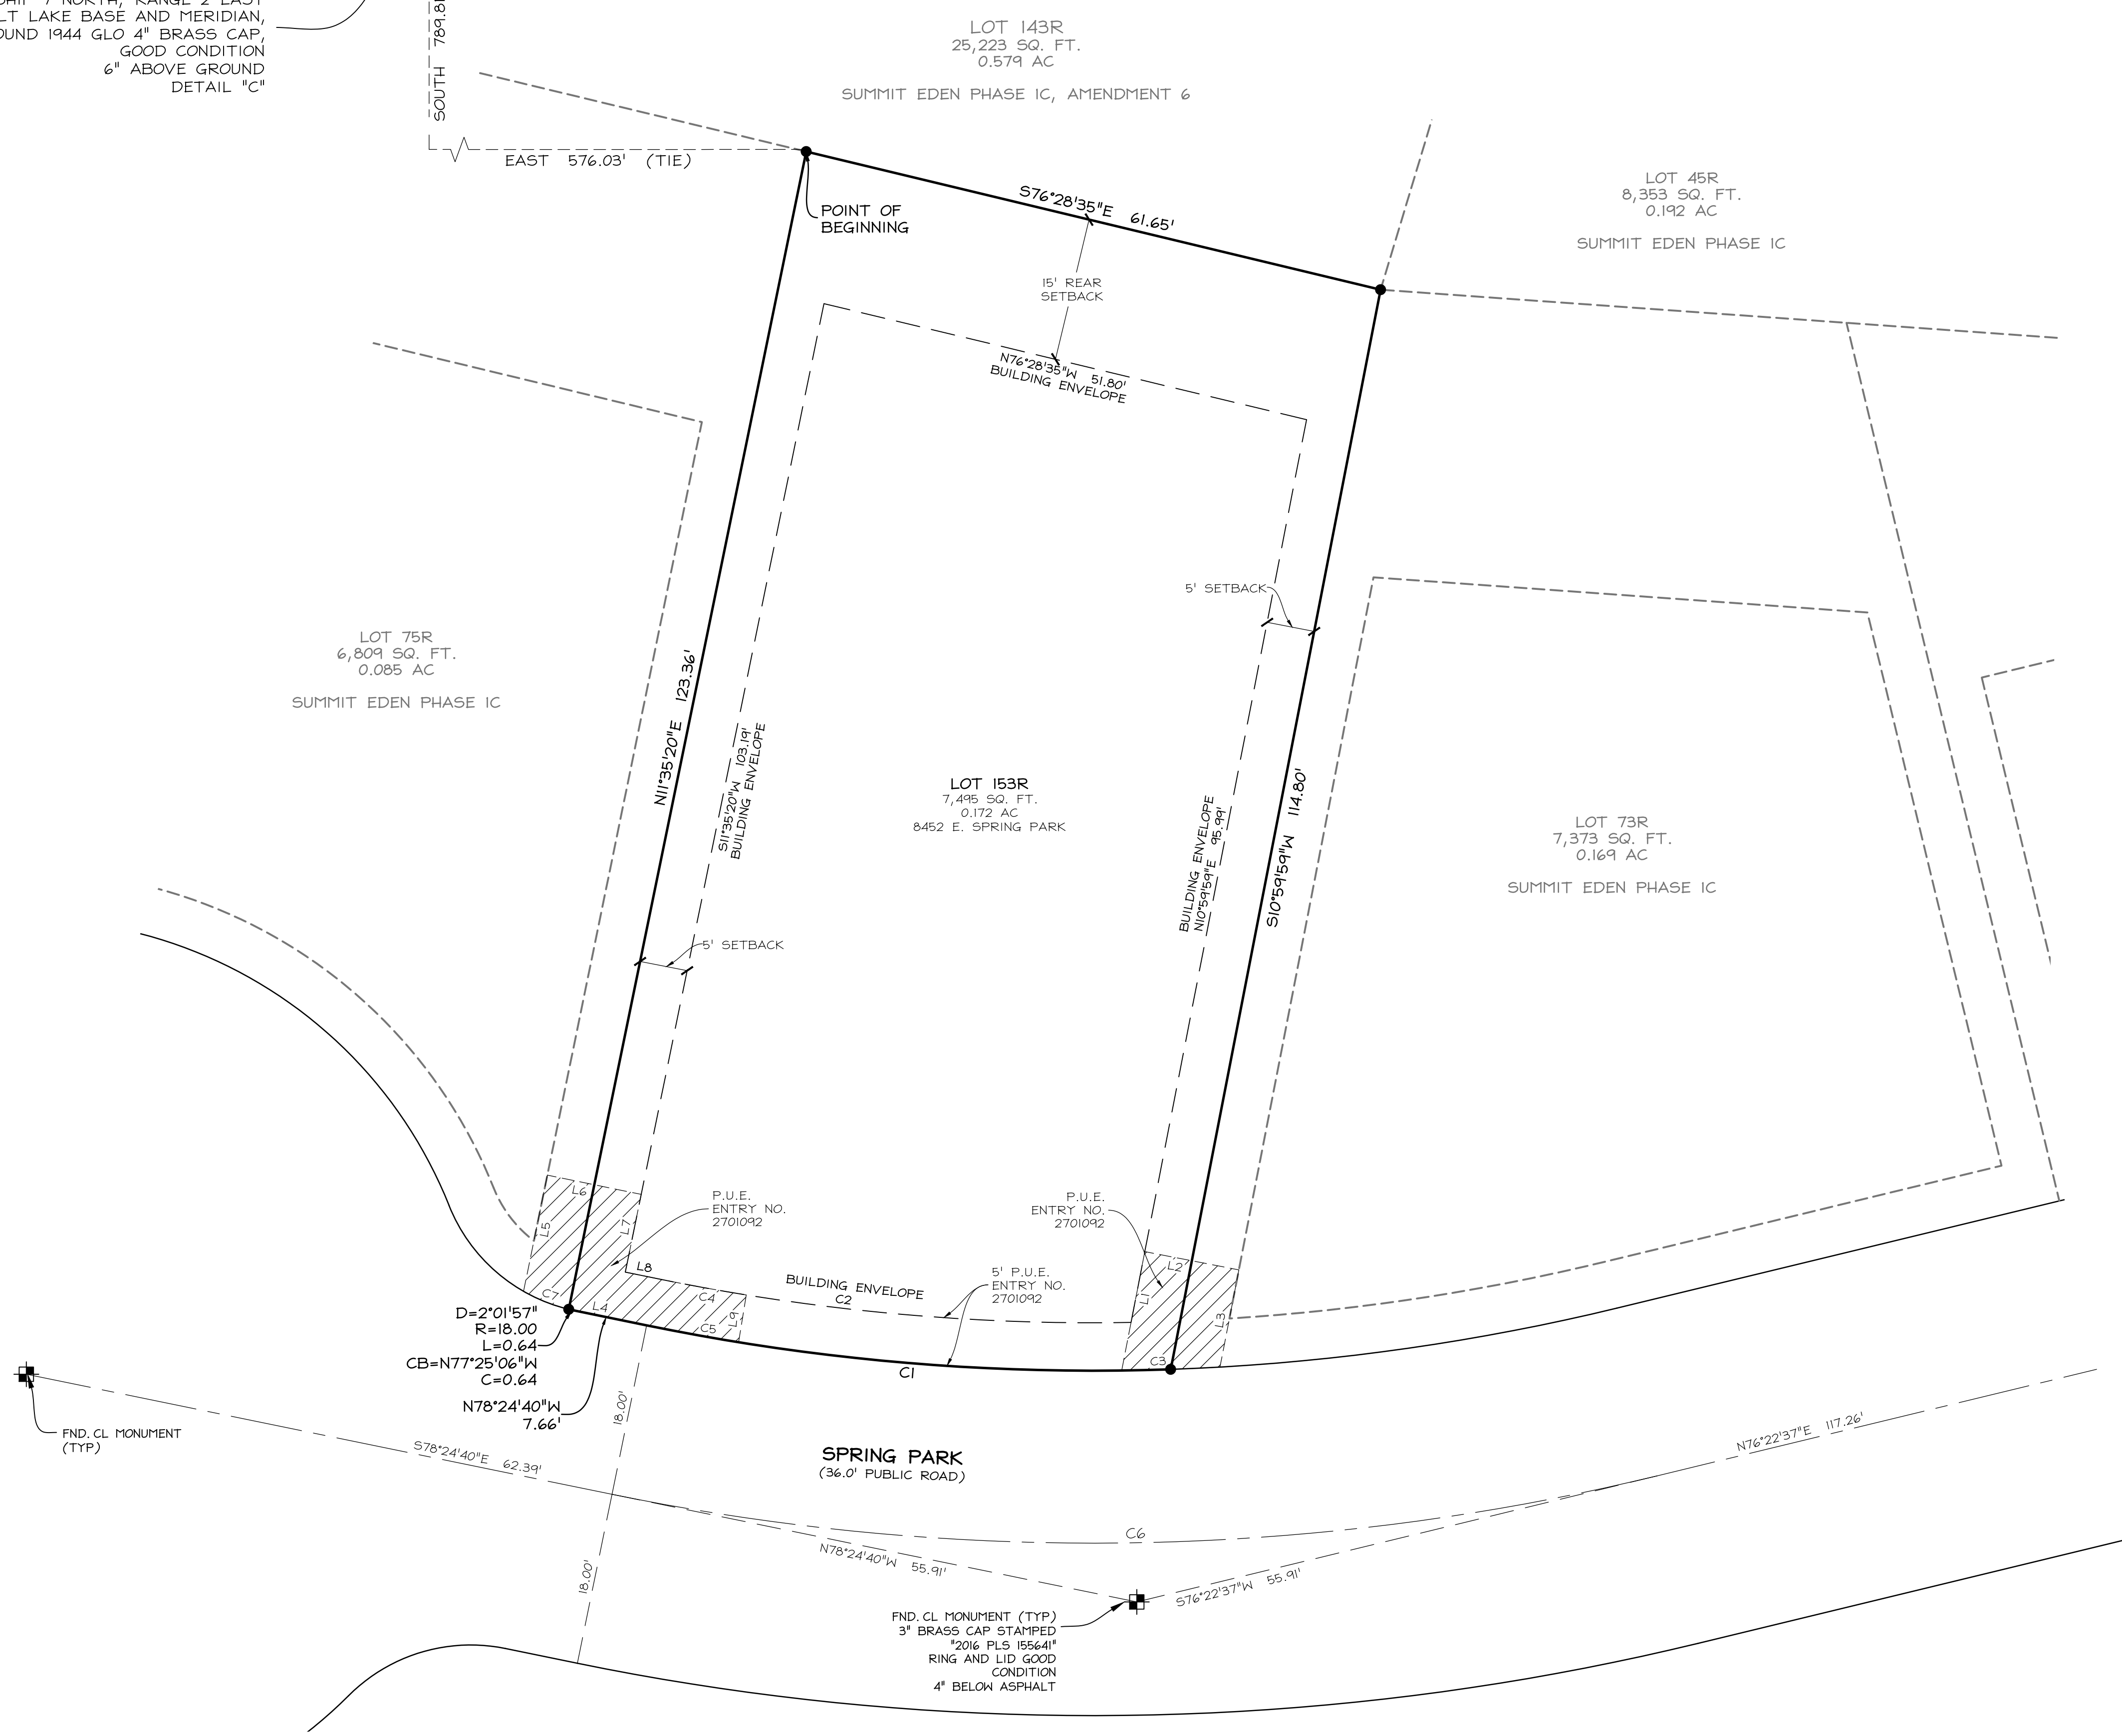 LT LAKE BASE AND MERIDIAN,
OUND 1944 GLO 4" BRASS CAP,
GOOD CONDITION
6" ABOVE GROUND
DETAIL "C"
SOUTH 789.8
EAST 576.03' (TIE)
LOT 143R
25,223 SQ. FT.
0.579 AC
SUMMIT EDEN PHASE 1C, AMENDMENT 6
POINT OF
BEGINNING
S76°28'35"E 61.65'
15' REAR
SETBACK
N76°28'35"W 51.80'
BUILDING ENVELOPE
LOT 45R
8,353 SQ. FT.
0.192 AC
SUMMIT EDEN PHASE 1C
5' SETBACK
LOT 75R
6,809 SQ. FT.
0.085 AC
SUMMIT EDEN PHASE 1C
N11°35'20"E 123.36'
S11°35'20"W 103.19'
BUILDING ENVELOPE
LOT 153R
7,495 SQ. FT.
0.172 AC
8452 E. SPRING PARK
BUILDING ENVELOPE
N10°59'59"E 95.99'
S10°59'59"W 114.80'
LOT 73R
7,373 SQ. FT.
0.169 AC
SUMMIT EDEN PHASE 1C
5' SETBACK
L6
L5
L7
P.U.E.
ENTRY NO.
2701092
P.U.E.
ENTRY NO.
2701092
L8
C7
L4
C4
C5
L9
BUILDING ENVELOPE
C2
5' P.U.E.
ENTRY NO.
2701092
L2
L1
L3
C3
C1
D=2°01'57"
R=18.00
L=0.64
CB=N77°25'06"W
C=0.64
N78°24'40"W
7.66'
FND. CL MONUMENT
(TYP)
18.00'
S78°24'40"E 62.39'
SPRING PARK
(36.0' PUBLIC ROAD)
N76°22'37"E 117.26'
C6
N78°24'40"W 55.91'
S76°22'37"W 55.91'
18.00'
FND. CL MONUMENT (TYP)
3" BRASS CAP STAMPED
"2016 PLS 155641"
RING AND LID GOOD
CONDITION
4" BELOW ASPHALT